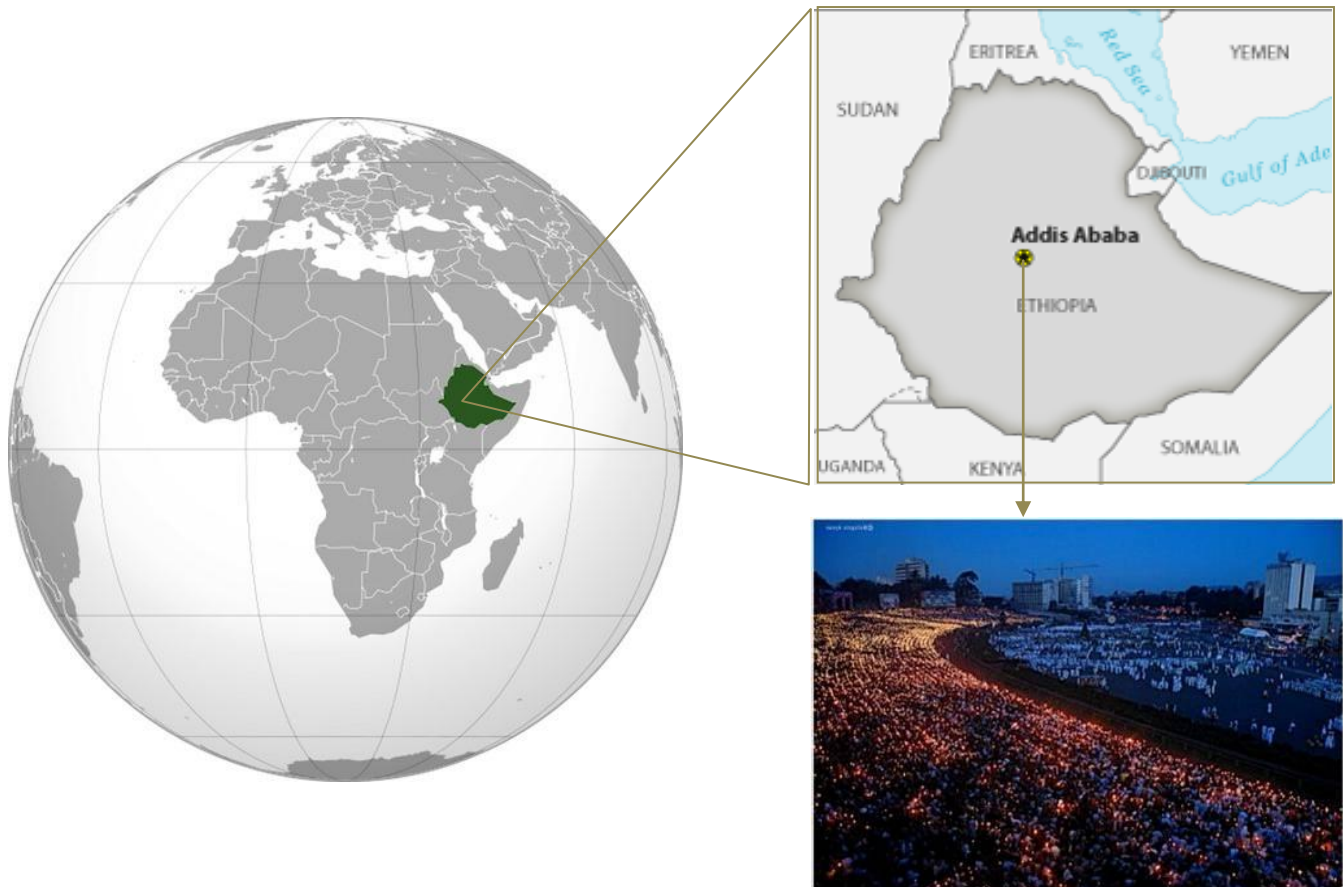 ERITREA
Red Sea
YEMEN
SUDAN
DJIBOUTI
Gulf of Ade
Addis Ababa
ETHIOPIA
SOMALIA
UGANDA
KENYA